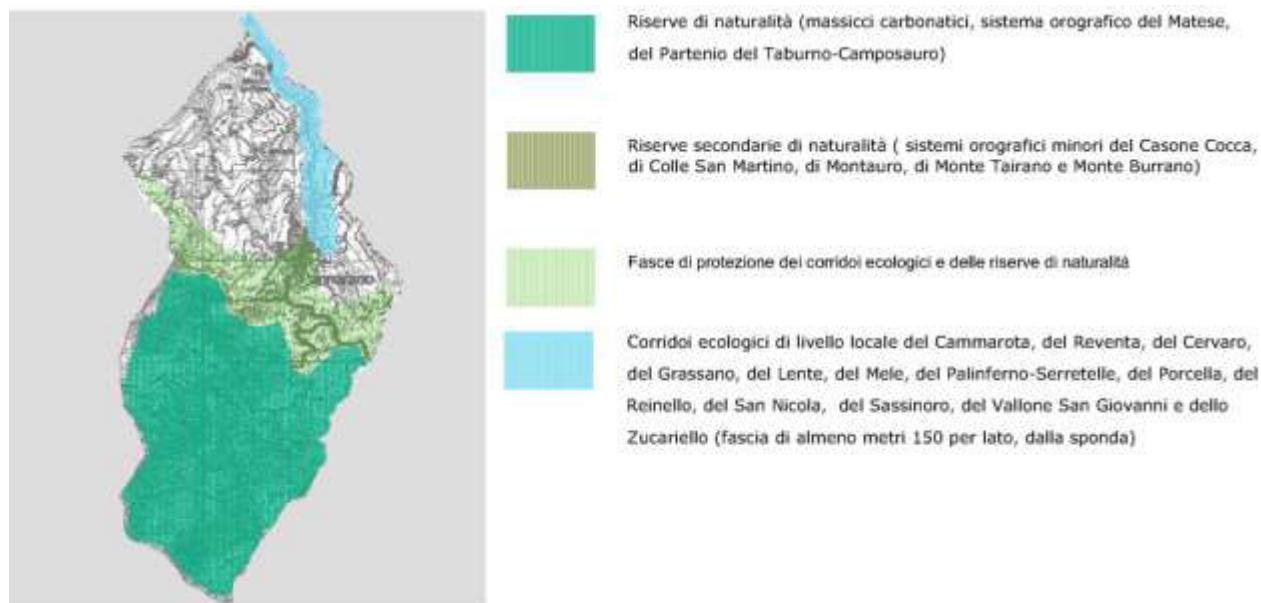 Riserve di naturalità (massicci carbonatici, sistema orografico del Matese,
del Partenio del Taburno-Camposauro)
Riserve secondarie di naturalità ( sistemi orografici minori del Casone Cocca,
di Colle San Martino, di Montauro, di Monte Tairano e Monte Burrano)
Fasce di protezione dei corridoi ecologici e delle riserve di naturalità
Corridoi ecologici di livello locale del Cammarota, del Reventa, del Cervaro,
del Grassano, del Lente, del Mele, del Palinferno-Serretelle, del Porcella, del
Reinello, del San Nicola, del Sassinoro, del Vallone San Giovanni e dello
Zucariello (fascia di almeno metri 150 per lato, dalla sponda)